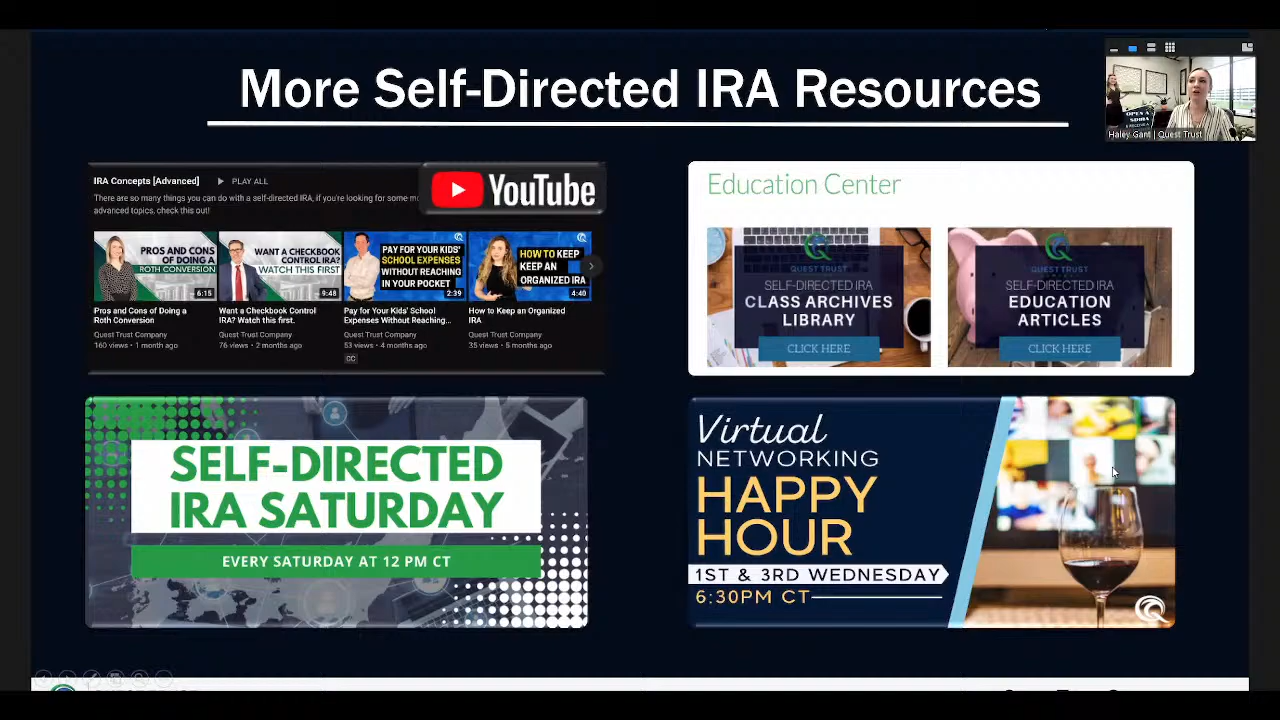 More Self-Directed IRA Resources
OPEN A
SDIRA
Haley Gant | Quest Trust
IRA Concepts [Advanced] PLAY ALL
There are so many things you can do with a self-directed IRA, if you're looking for some
advanced topics, check this out!
YouTube
PROS AND CONS
OF DOING A
ROTH CONVERSION
6:15
WANT A CHECKBOOK
CONTROL IRA?
WATCH THIS FIRST
9:48
PAY FOR YOUR KIDS'
SCHOOL EXPENSES
WITHOUT REACHING
IN YOUR POCKET
2:39
HOW TO KEEP
KEEP AN
ORGANIZED IRA
4:40
Pros and Cons of Doing a
Roth Conversion
Quest Trust Company
160 views • 1 month ago
Want a Checkbook Control
IRA? Watch this first.
Quest Trust Company
76 views • 2 months ago
Pay for Your Kids' School
Expenses Without Reaching...
Quest Trust Company
53 views • 4 months ago
CC
How to Keep an Organized
IRA
Quest Trust Company
35 views • 5 months ago
Education Center
QUEST TRUST
SELF-DIRECTED IRA
CLASS ARCHIVES
LIBRARY
CLICK HERE
QUEST TRUST
SELF-DIRECTED IRA
EDUCATION
ARTICLES
CLICK HERE
SELF-DIRECTED
IRA SATURDAY
EVERY SATURDAY AT 12 PM CT
Virtual
NETWORKING
HAPPY
HOUR
1ST & 3RD WEDNESDAY
6:30PM CT